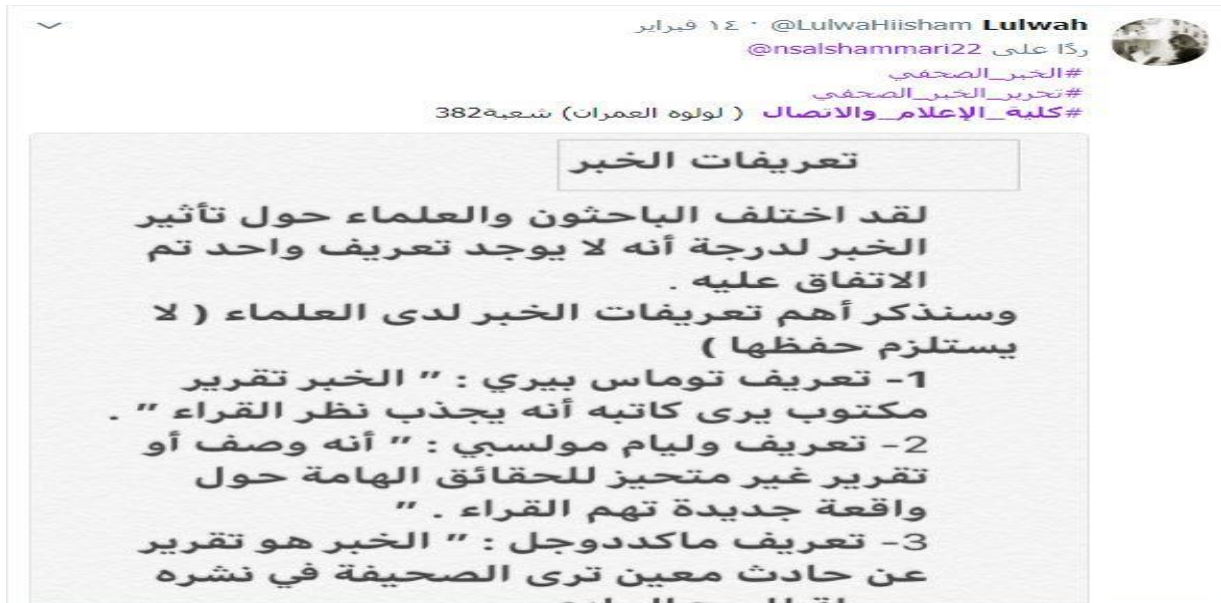 Lulwah @LulwaHiisham · ١٤ فبراير
ردًا على @nsalshammari22
#الخبر_الصحفي
#تحرير_الخبر_الصحفي
#كلية_الإعلام_والاتصال ( لولوه العمران) شعبة382
تعريفات الخبر
لقد اختلف الباحثون والعلماء حول تأثير
الخبر لدرجة أنه لا يوجد تعريف واحد تم
الاتفاق عليه .
وسنذكر أهم تعريفات الخبر لدى العلماء ( لا
يستلزم حفظها )
1- تعريف توماس بيري : " الخبر تقرير
مكتوب يرى كاتبه أنه يجذب نظر القراء " .
2- تعريف وليام مولسبي : " أنه وصف أو
تقرير غير متحيز للحقائق الهامة حول
واقعة جديدة تهم القراء . "
3- تعريف ماكددوجل : " الخبر هو تقرير
عن حادث معين ترى الصحيفة في نشره